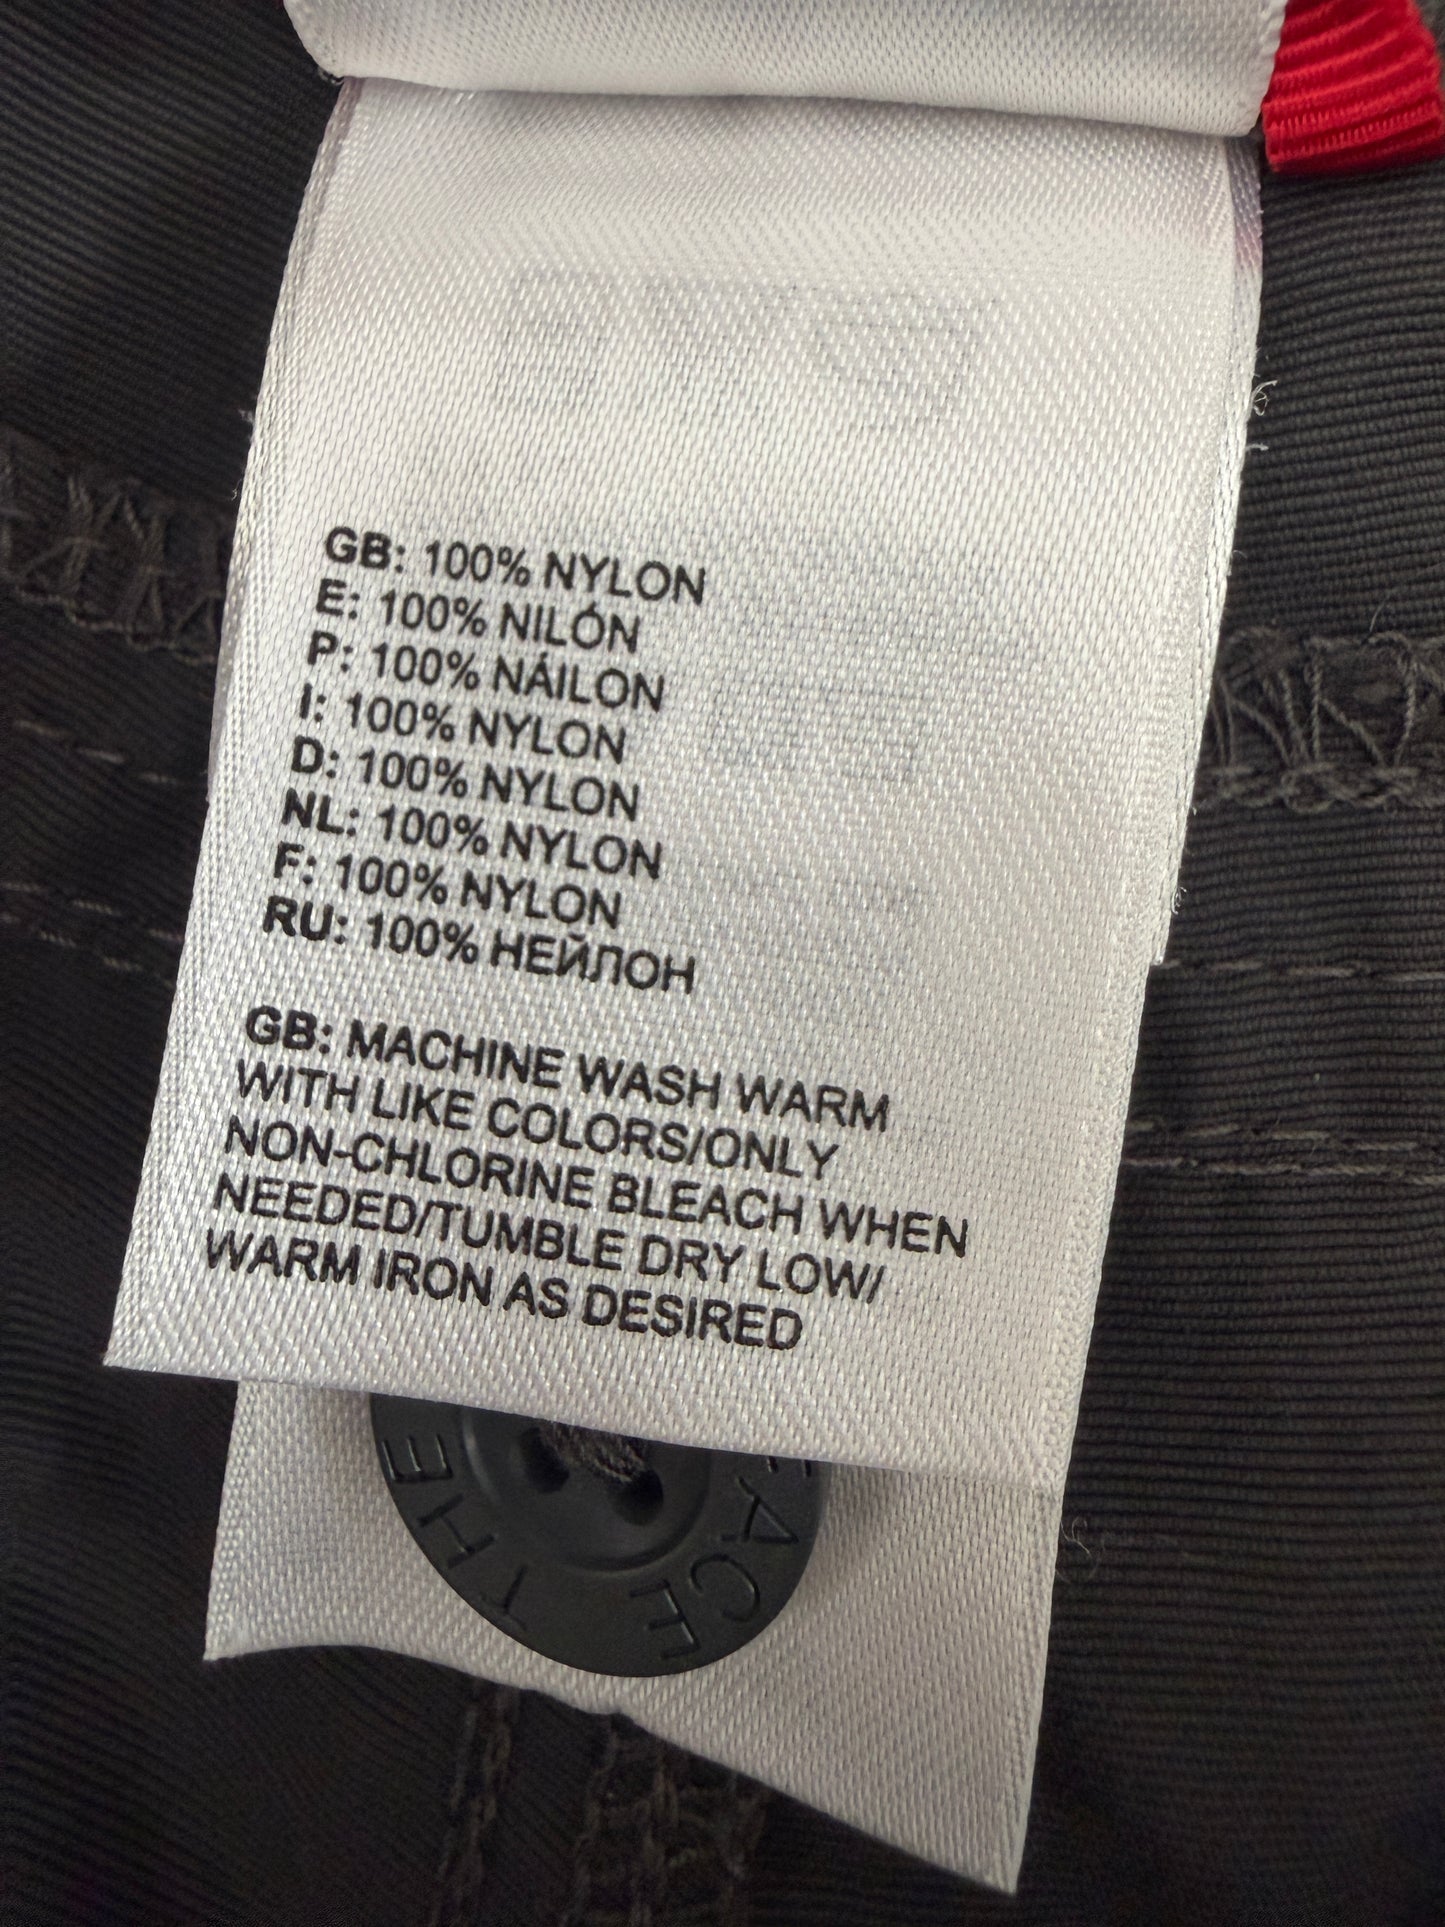 GB: 100% NYLON
E: 100% NILÓN
P: 100% NÁILON
I: 100% NYLON
D: 100% NYLON
NL: 100% NYLON
F: 100% NYLON
RU: 100% НЕЙЛОН
GB: MACHINE WASH WARM
WITH LIKE COLORS/ONLY
NON-CHLORINE BLEACH WHEN
NEEDED/TUMBLE DRY LOW/
WARM IRON AS DESIRED
THE